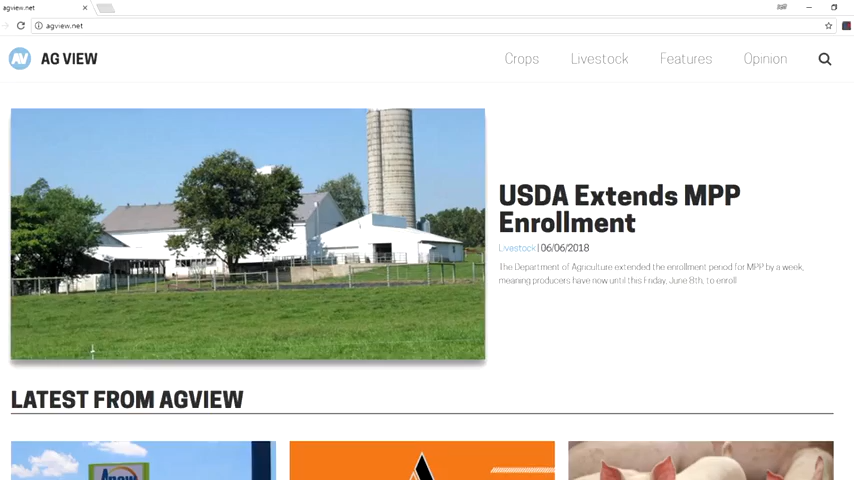 agview.net
agview.net
AV AG VIEW
Crops Livestock Features Opinion
USDA Extends MPP
Enrollment
Livestock | 06/06/2018
The Department of Agriculture extended the enrollment period for MPP by a week,
meaning producers have now until this Friday, June 8th, to enroll
LATEST FROM AGVIEW